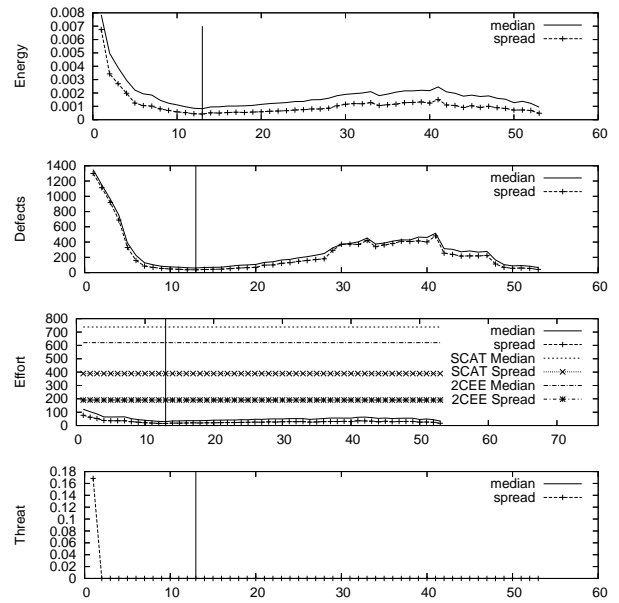 Energy
0.008
0.007
0.006
0.005
0.004
0.003
0.002
0.001
0
0 10 20 30 40 50 60
median
spread
Defects
1400
1200
1000
800
600
400
200
0
0 10 20 30 40 50 60
median
spread
Effort
800
700
600
500
400
300
200
100
0
0 10 20 30 40 50 60 70
median
spread
SCAT Median
SCAT Spread
2CEE Median
2CEE Spread
Threat
0.18
0.16
0.14
0.12
0.1
0.08
0.06
0.04
0.02
0
0 10 20 30 40 50 60
median
spread